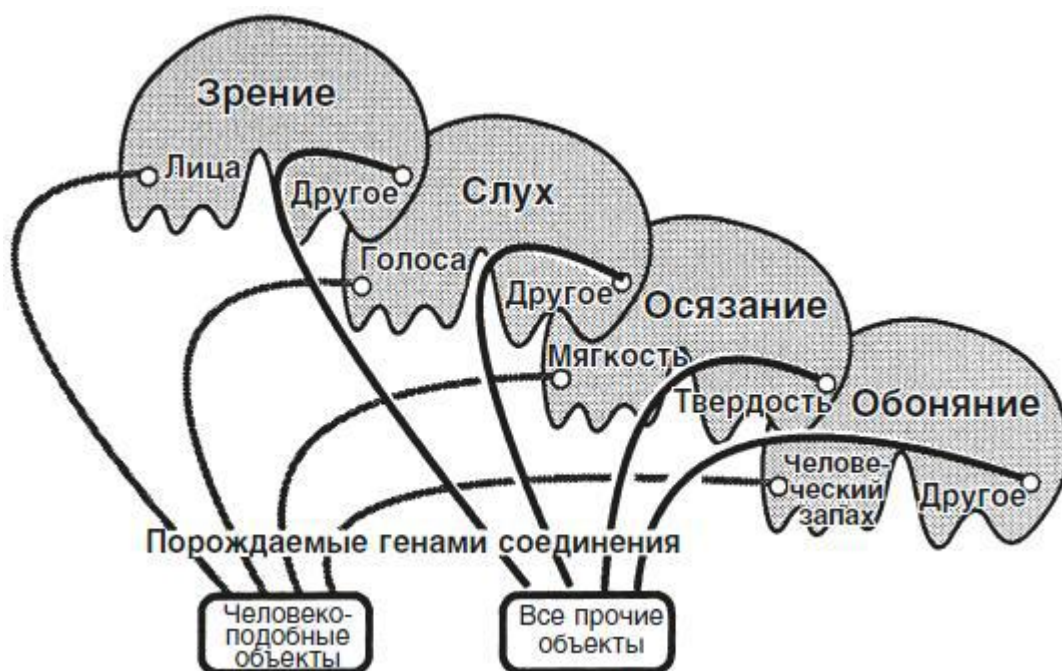 Зрение
Лица
Другое
Слух
Голоса
Другое
Осязание
Мягкость
Твердость
Обоняние
Челове-
ческий
запах
Другое
Порождаемые генами соединения
Человеко-
подобные
объекты
Все прочие
объекты